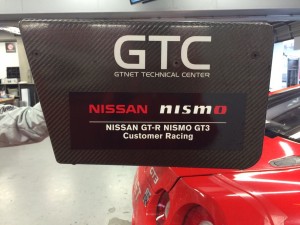 GTC
GTNET TECHNICAL CENTER
NISSAN nismo
NISSAN GT-R NISMO GT3
Customer Racing